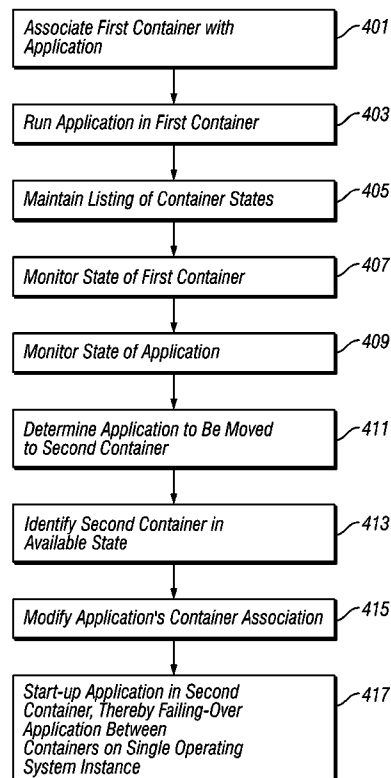 Associate First Container with
Application
401
Run Application in First Container
403
Maintain Listing of Container States
405
Monitor State of First Container
407
Monitor State of Application
409
Determine Application to Be Moved
to Second Container
411
Identify Second Container in
Available State
413
Modify Application's Container Association
415
Start-up Application in Second
Container, Thereby Failing-Over
Application Between
Containers on Single Operating
System Instance
417